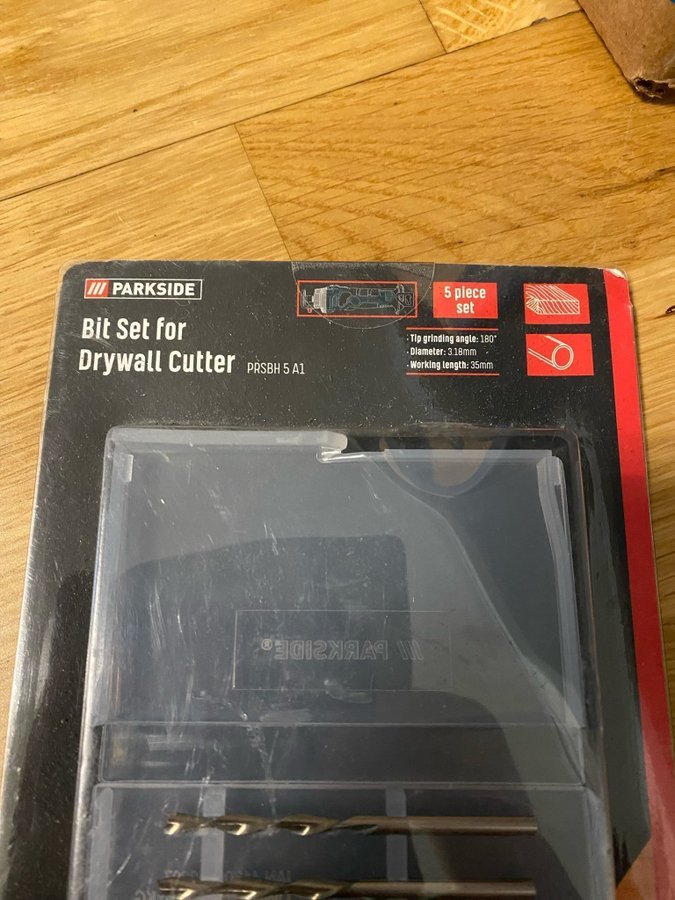 PARKSIDE
Bit Set for
Drywall Cutter PRSBH 5 A1
5 piece
set
· Tip grinding angle: 180°
· Diameter: 3.18mm
· Working length: 35mm
/// PARKSIDE®